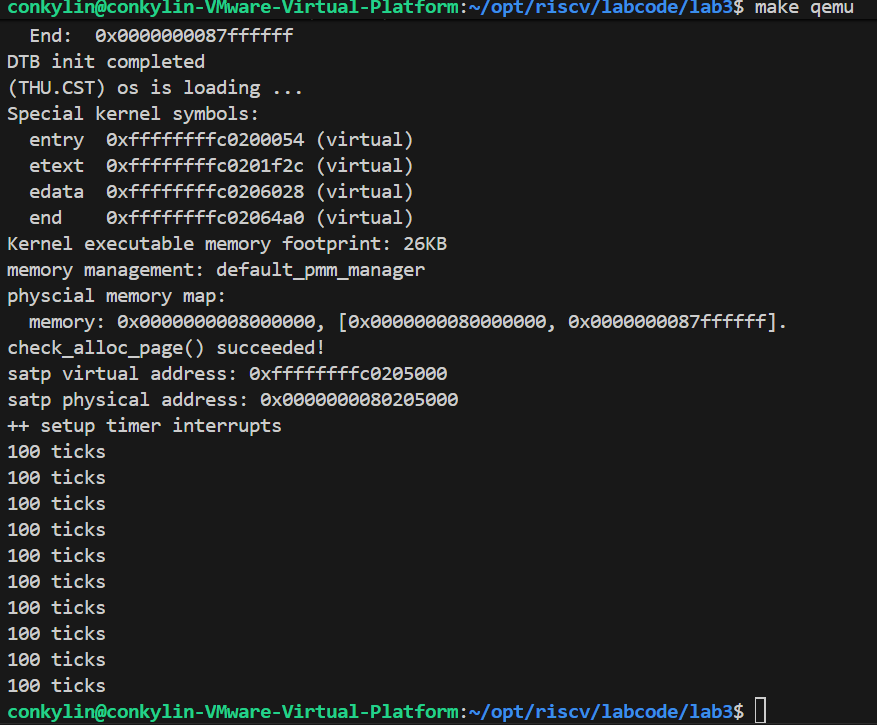 conkylin@conkylin-VMware-Virtual-Platform:~/opt/riscv/labcode/lab3$ make qemu
  End:  0x0000000087ffffff
DTB init completed
(THU.CST) os is loading ...
Special kernel symbols:
  entry  0xffffffffc0200054 (virtual)
  etext  0xffffffffc0201f2c (virtual)
  edata  0xffffffffc0206028 (virtual)
  end    0xffffffffc02064a0 (virtual)
Kernel executable memory footprint: 26KB
memory management: default_pmm_manager
physcial memory map:
  memory: 0x0000000008000000, [0x0000000080000000, 0x0000000087ffffff].
check_alloc_page() succeeded!
satp virtual address: 0xffffffffc0205000
satp physical address: 0x0000000080205000
++ setup timer interrupts
100 ticks
100 ticks
100 ticks
100 ticks
100 ticks
100 ticks
100 ticks
100 ticks
100 ticks
100 ticks
conkylin@conkylin-VMware-Virtual-Platform:~/opt/riscv/labcode/lab3$